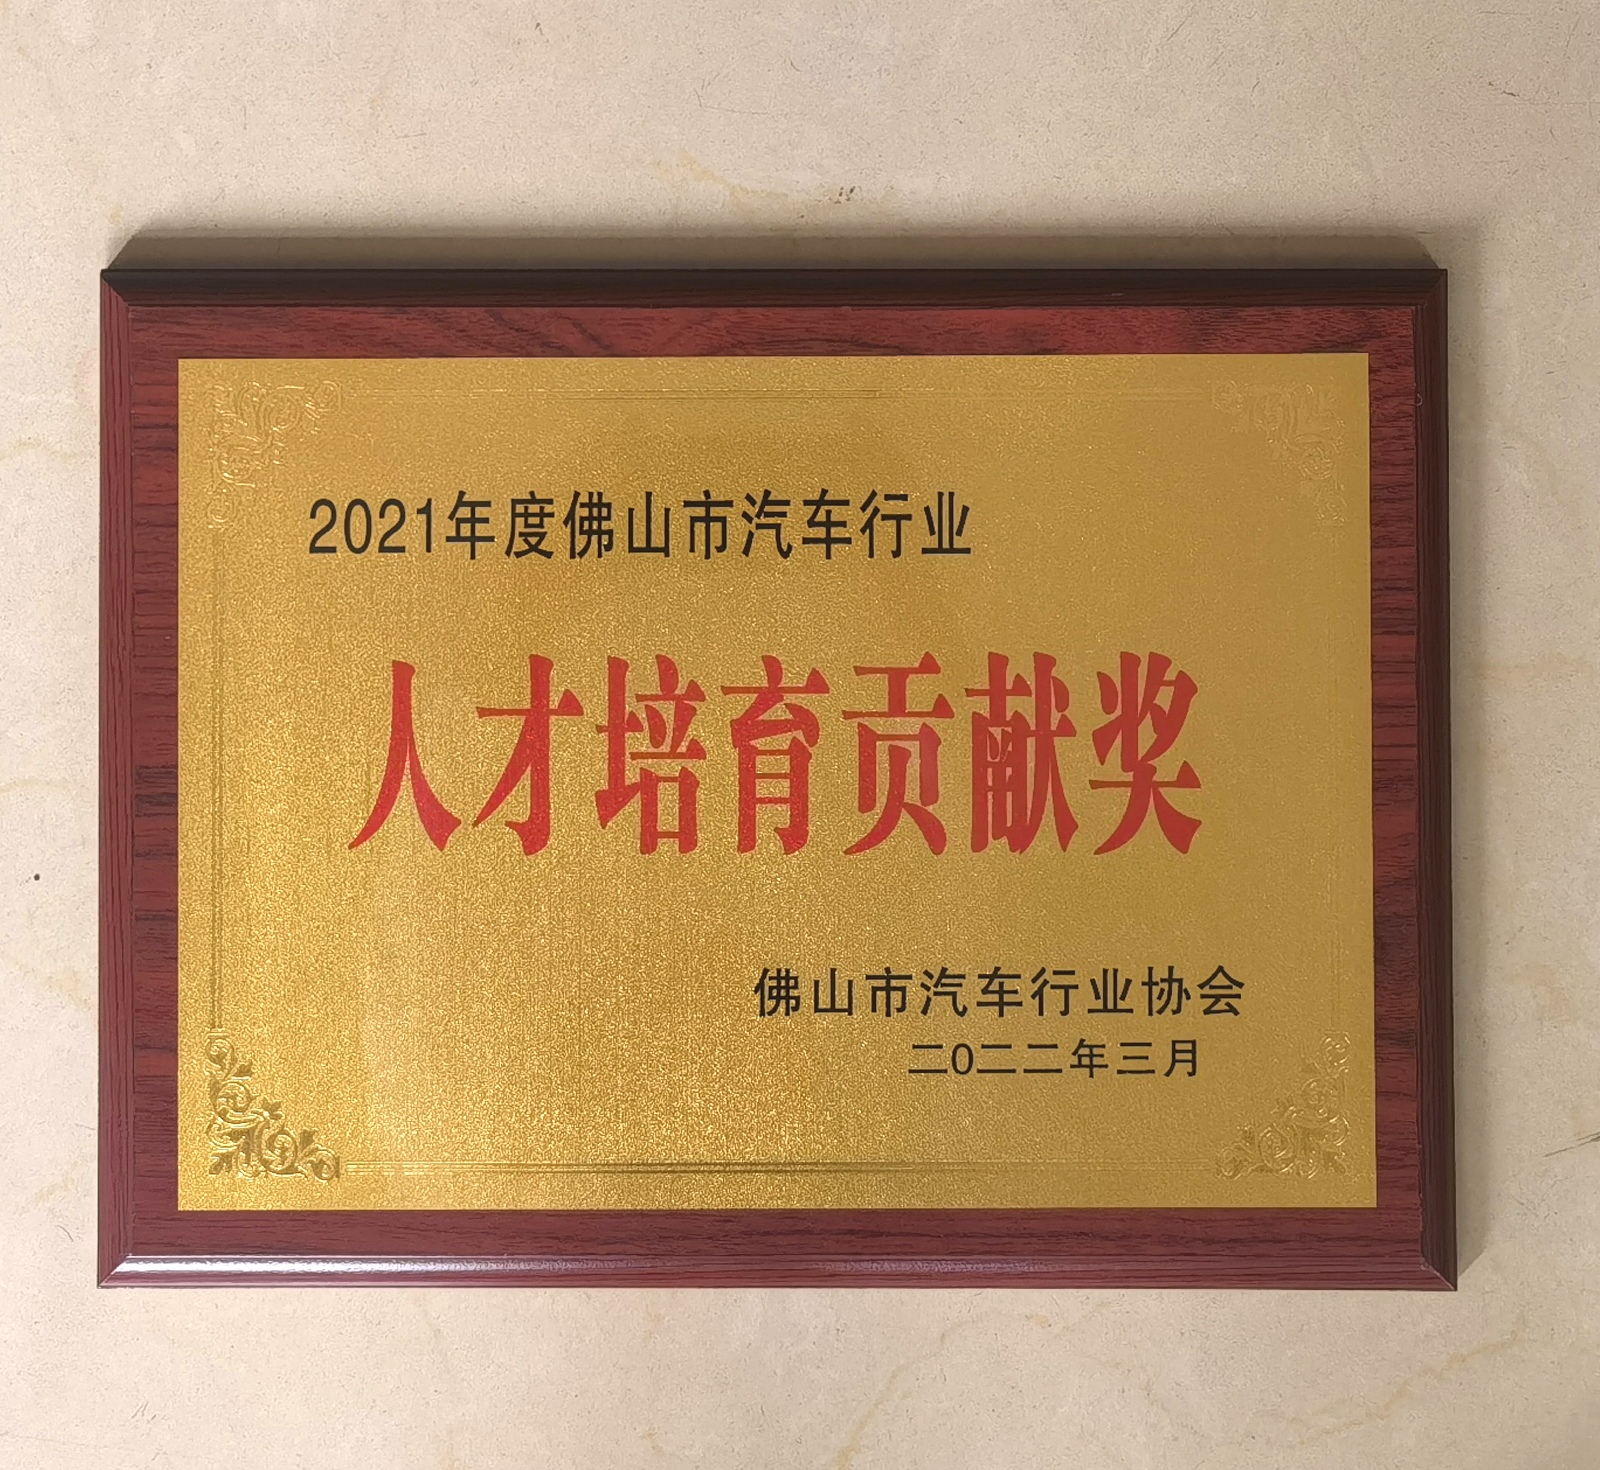 2021年度佛山市汽车行业
人才培育贡献奖
佛山市汽车行业协会
二0二二年三月